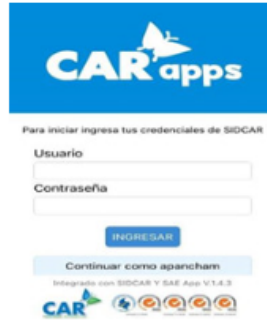 CAR apps
Para iniciar ingresa tus credenciales de SIDCAR
Usuario
Contraseña
INGRESAR
Continuar como apancham
Integrado con SIDCAR Y SAE App V.1.4.3
CAR